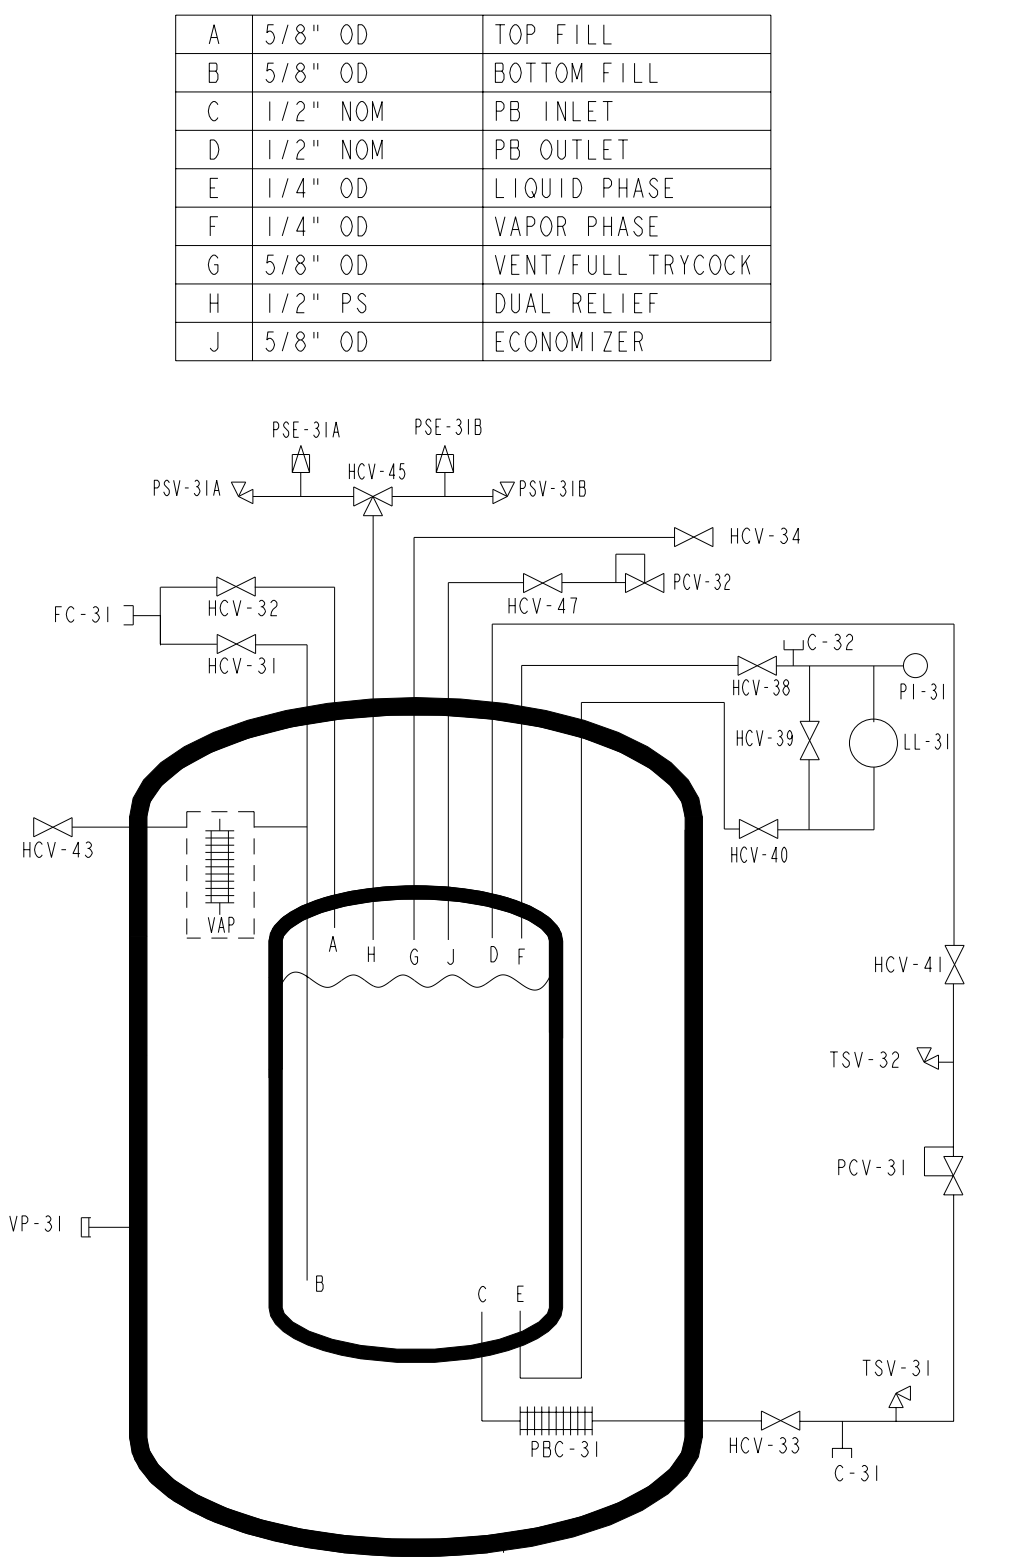 A 5/8" OD TOP FILL
B 5/8" OD BOTTOM FILL
C 1/2" NOM PB INLET
D 1/2" NOM PB OUTLET
E 1/4" OD LIQUID PHASE
F 1/4" OD VAPOR PHASE
G 5/8" OD VENT/FULL TRYCOCK
H 1/2" PS DUAL RELIEF
J 5/8" OD ECONOMIZER
PSE-31A
PSE-31B
HCV-45
PSV-31A
PSV-31B
HCV-34
PCV-32
HCV-47
HCV-32
FC-31
HCV-31
C-32
HCV-38
PI-31
HCV-39
LL-31
HCV-43
HCV-40
VAP
A
H
G
J
D
F
HCV-41
TSV-32
PCV-31
VP-31
B
C
E
TSV-31
PBC-31
HCV-33
C-31